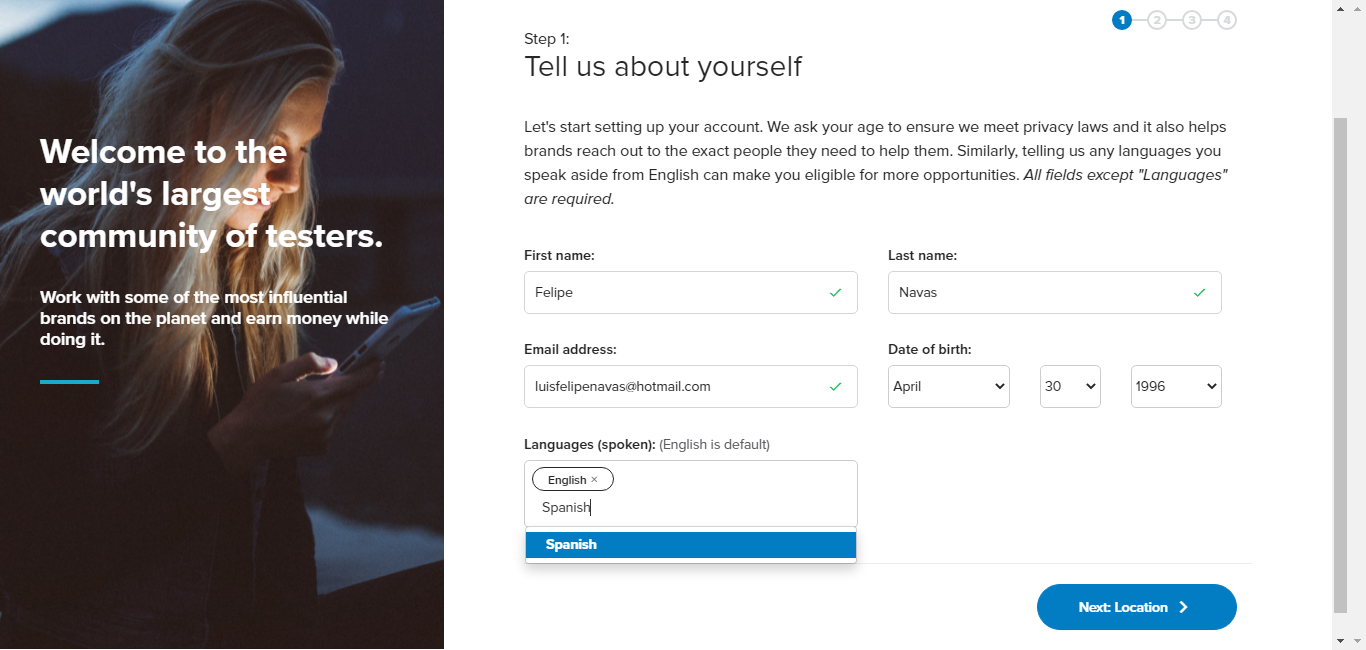 Welcome to the
world's largest
community of testers.
Work with some of the most influential
brands on the planet and earn money while
doing it.
1 2 3 4
Step 1:
Tell us about yourself
Let's start setting up your account. We ask your age to ensure we meet privacy laws and it also helps
brands reach out to the exact people they need to help them. Similarly, telling us any languages you
speak aside from English can make you eligible for more opportunities. All fields except "Languages"
are required.
First name: Last name:
Felipe Navas
Email address: Date of birth:
luisfelipenavas@hotmail.com April 30 1996
Languages (spoken): (English is default)
English ×
Spanish
Spanish
Next: Location